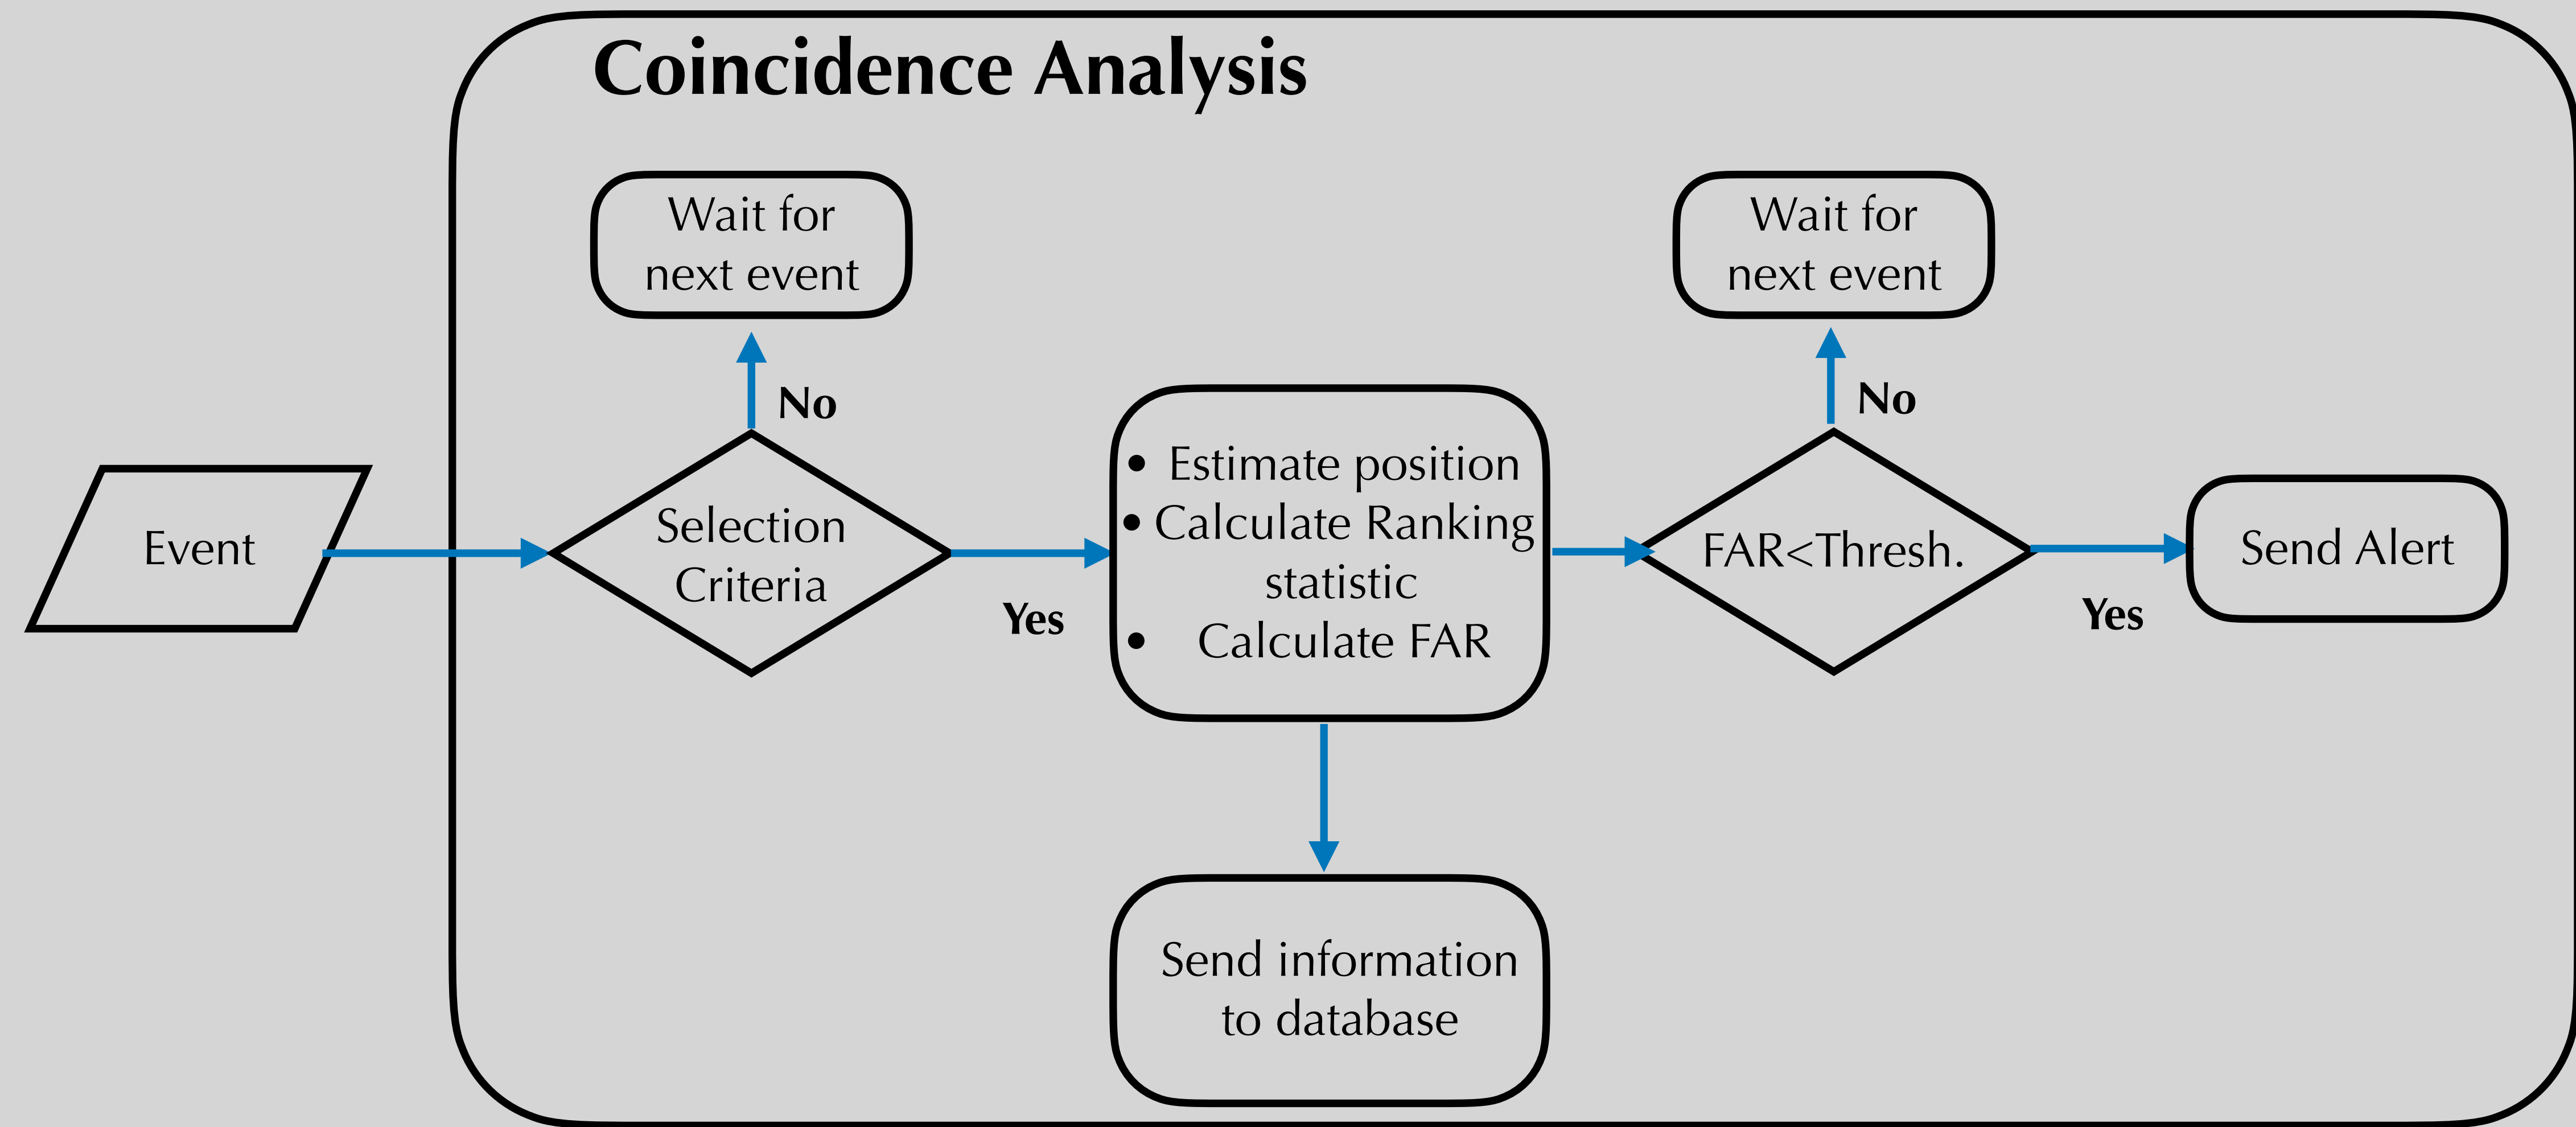 Coincidence Analysis
Wait for
next event
Wait for
next event
No
No
Event
Selection
Criteria
Yes
• Estimate position
• Calculate Ranking
statistic
• Calculate FAR
FAR<Thresh.
Yes
Send Alert
Send information
to database